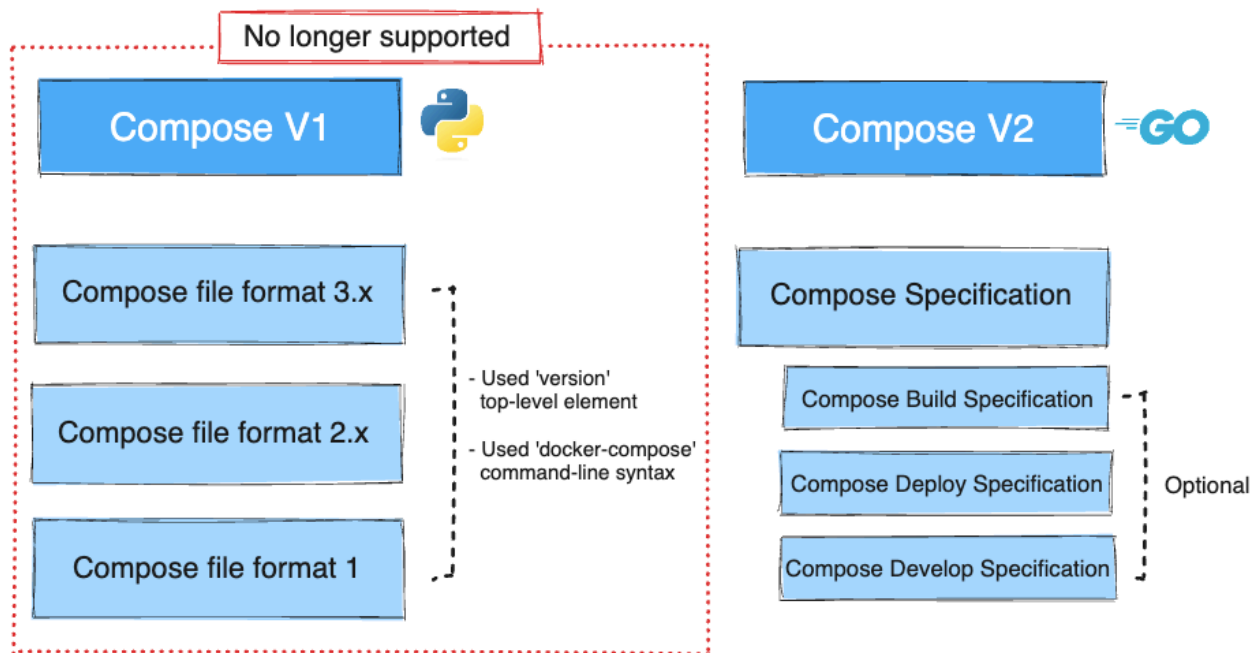 No longer supported
Compose V1
Compose file format 3.x
Compose file format 2.x
Compose file format 1
- Used 'version'
top-level element
- Used 'docker-compose'
command-line syntax
Compose V2
GO
Compose Specification
Compose Build Specification
Compose Deploy Specification
Compose Develop Specification
Optional